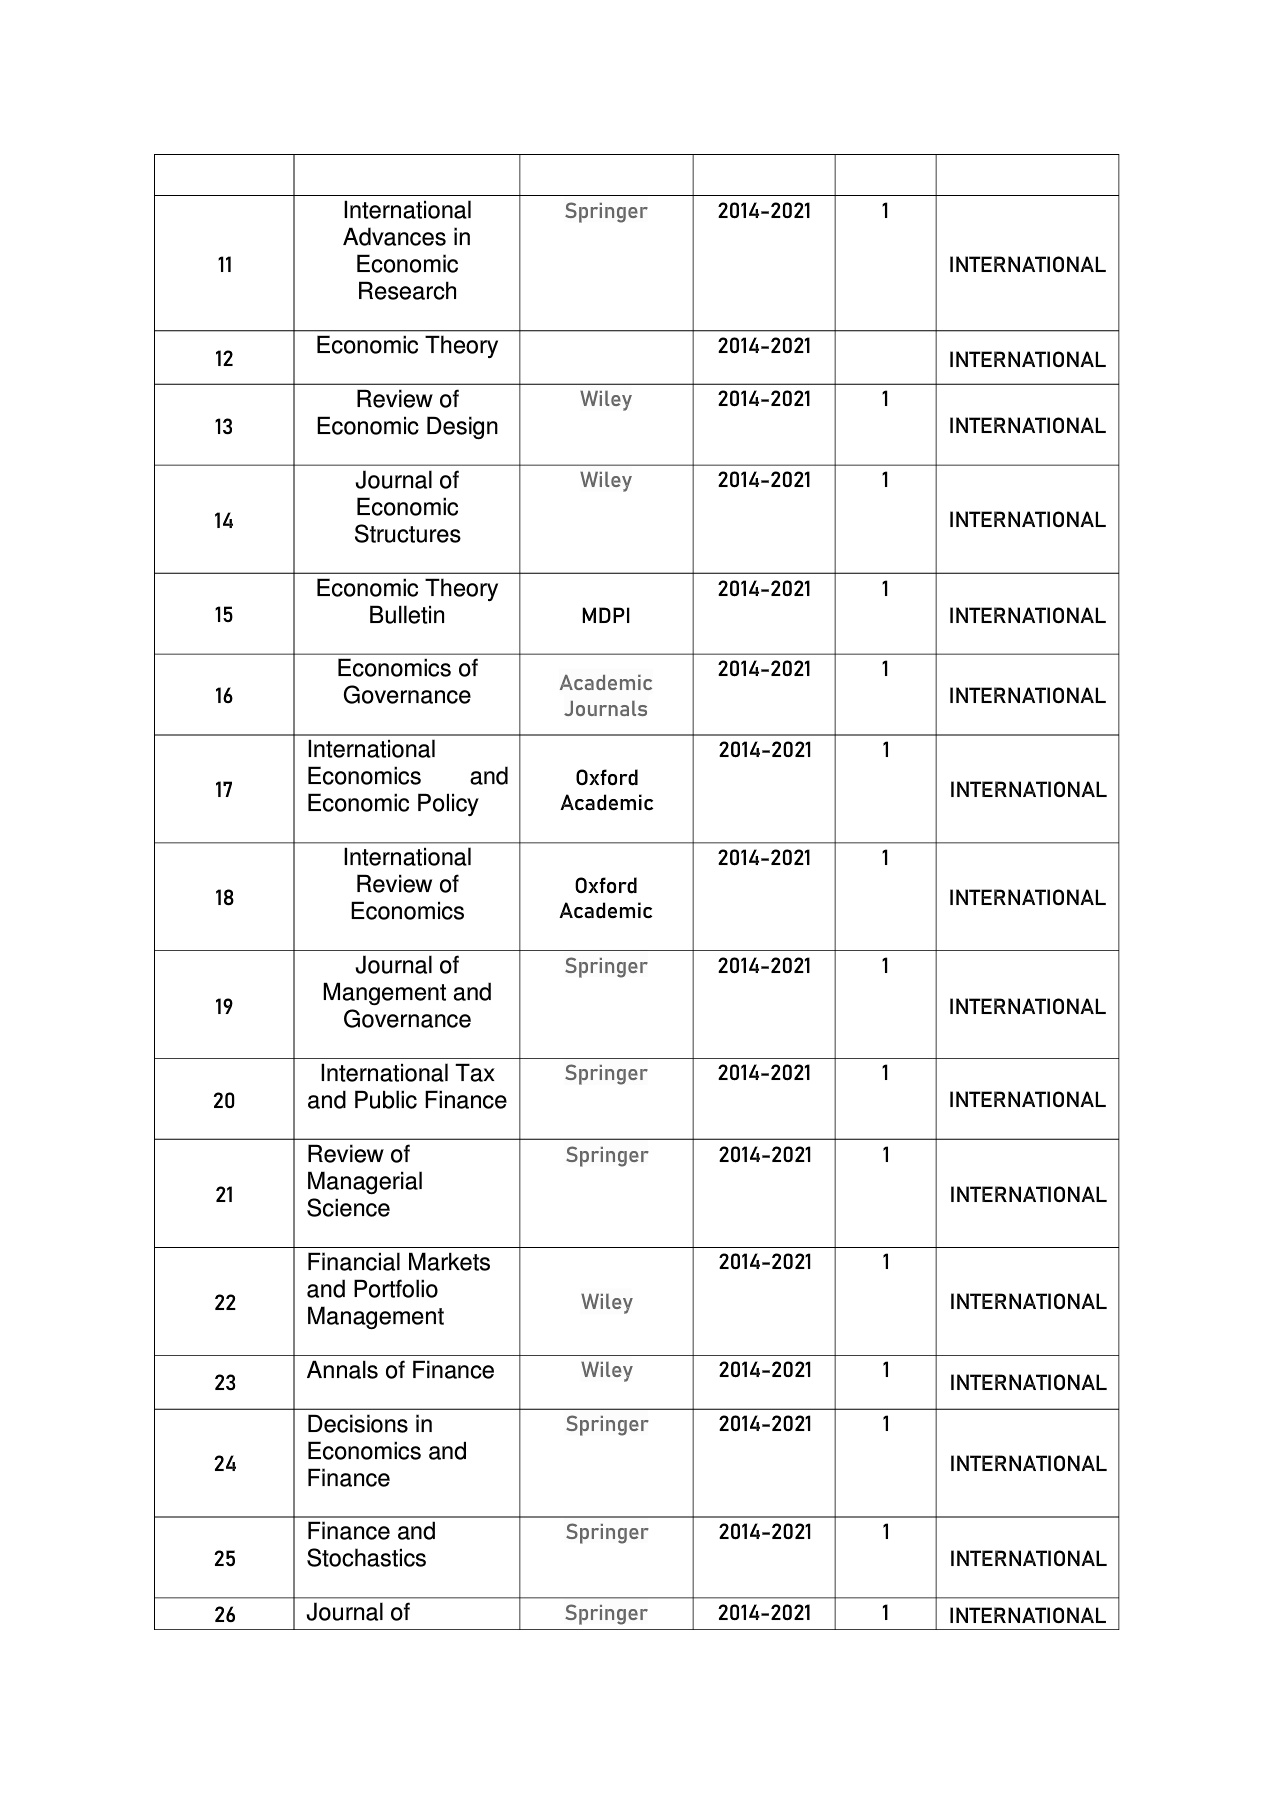 International Springer 2014-2021 1
Advances in
11 Economic INTERNATIONAL
Research
Economic Theory 2014-2021
12 INTERNATIONAL
Review of Wiley 2014-2021 1
13 Economic Design INTERNATIONAL
Journal of Wiley 2014-2021 1
Economic
14 Structures INTERNATIONAL
Economic Theory 2014-2021 1
15 Bulletin MDPI INTERNATIONAL
Economics of 2014-2021 1
16 Governance Academic INTERNATIONAL
Journals
International 2014-2021 1
Economics and Oxford
17 Economic Policy Academic INTERNATIONAL
International 2014-2021 1
Review of Oxford
18 Economics Academic INTERNATIONAL
Journal of Springer 2014-2021 1
Mangement and
19 Governance INTERNATIONAL
International Tax Springer 2014-2021 1
20 and Public Finance INTERNATIONAL
Review of Springer 2014-2021 1
Managerial
21 Science INTERNATIONAL
Financial Markets 2014-2021 1
and Portfolio
22 Management Wiley INTERNATIONAL
Annals of Finance Wiley 2014-2021 1
23 INTERNATIONAL
Decisions in Springer 2014-2021 1
Economics and
24 Finance INTERNATIONAL
Finance and Springer 2014-2021 1
25 Stochastics INTERNATIONAL
26 Journal of Springer 2014-2021 1 INTERNATIONAL